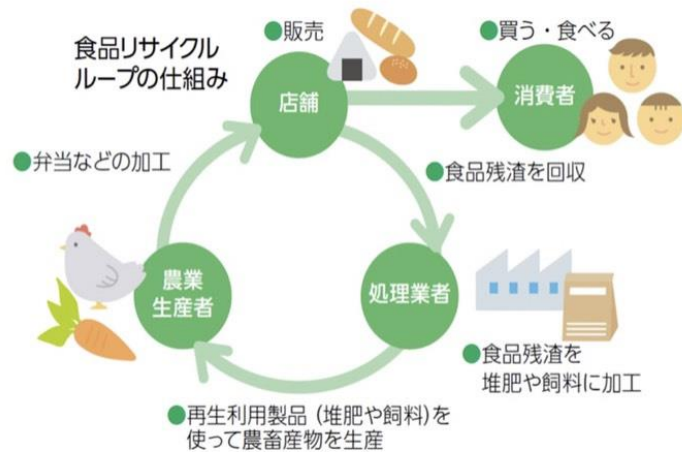 食品リサイクル
ループの仕組み
●販売
店舗
●買う・食べる
消費者
●食品残渣を回収
処理業者
●食品残渣を
堆肥や飼料に加工
●再生利用製品（堆肥や飼料）を
使って農畜産物を生産
農業
生産者
●弁当などの加工